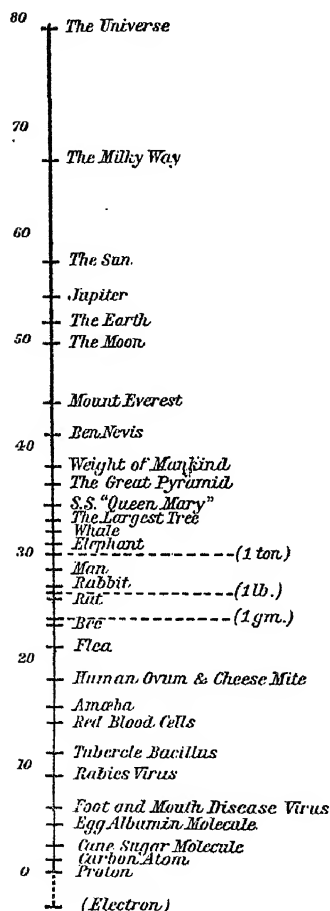 80 The Universe
70
The Milky Way
60
The Sun
Jupiter
The Earth
50 The Moon
Mount Everest
Ben Nevis
40
Weight of Mankind
The Great Pyramid
S.S. "Queen Mary"
The Largest Tree
Whale
Elephant
30 (1 ton)
Man
Rabbit
(1 lb.)
Rat
(1 gm.)
Bee
Flea
20
Human Ovum & Cheese Mite
Amœba
Red Blood Cells
Tubercle Bacillus
10
Rabies Virus
Foot and Mouth Disease Virus
Egg Albumin Molecule
Cane Sugar Molecule
Carbon Atom
0 Proton
(Electron)